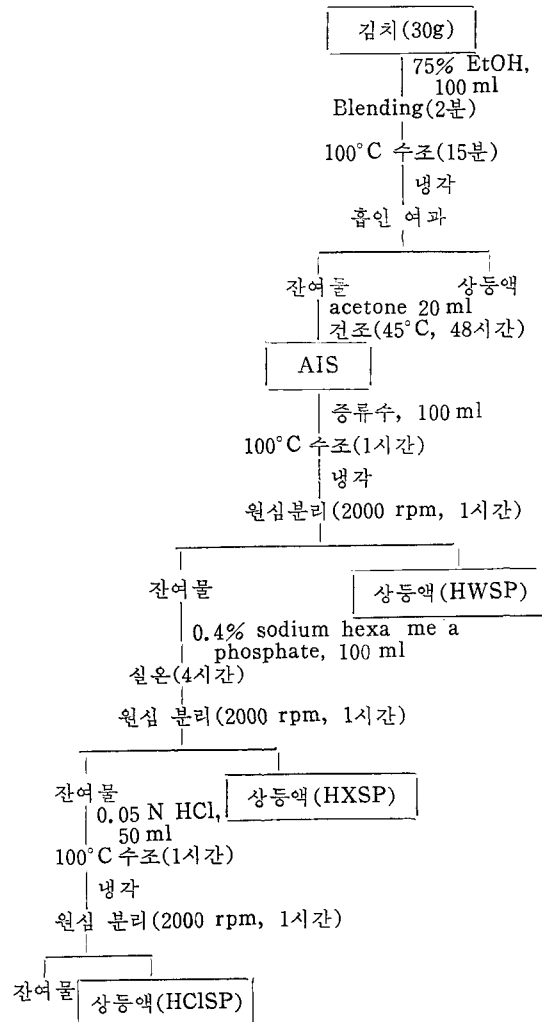 김치(30g)
75% EtOH,
100 ml
Blending(2분)
100°C 수조(15분)
냉각
흡인 여과
잔여물 상등액
acetone 20 ml
건조(45°C, 48시간)
AIS
증류수, 100 ml
100°C 수조(1시간)
냉각
원심분리(2000 rpm, 1시간)
잔여물 상등액(HWSP)
0.4% sodium hexa me a
phosphate, 100 ml
실온(4시간)
원심 분리(2000 rpm, 1시간)
잔여물 상등액(HXSP)
0.05 N HCl,
50 ml
100°C 수조(1시간)
냉각
원심 분리(2000 rpm, 1시간)
잔여물 상등액(HClSP)